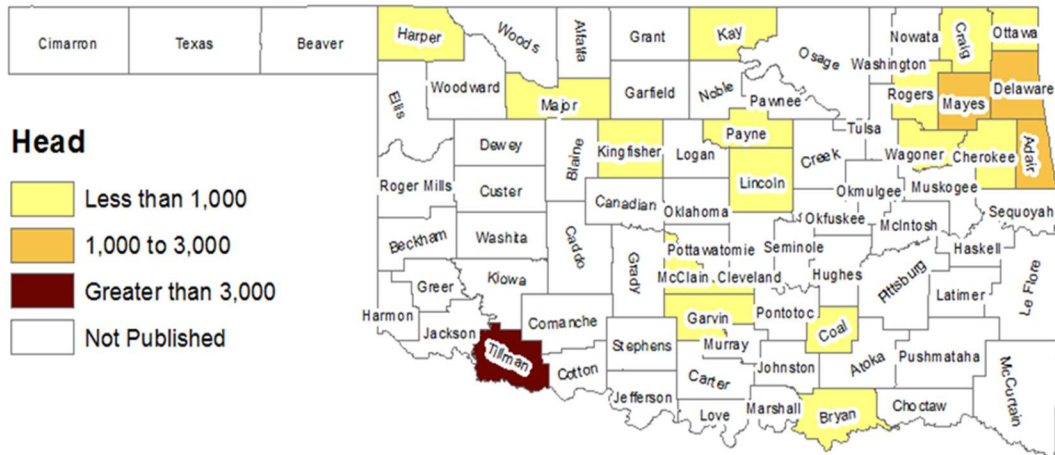 Cimarron
Texas
Beaver
Harper
Woods
Alfalfa
Grant
Kay
Osage
Nowata
Craig
Ottawa
Washington
Rogers
Mayes
Delaware
Ellis
Woodward
Major
Garfield
Noble
Pawnee
Head
Less than 1,000
1,000 to 3,000
Greater than 3,000
Not Published
Dewey
Blaine
Kingfisher
Logan
Payne
Creek
Tulsa
Wagoner
Cherokee
Adair
Roger Mills
Custer
Canadian
Oklahoma
Lincoln
Okmulgee
Muskogee
Okfuskee
McIntosh
Sequoyah
Beckham
Washita
Caddo
Grady
Pottawatomie
Seminole
Hughes
Haskell
McClain
Cleveland
Pittsburg
Latimer
Le Flore
Greer
Kiowa
Harmon
Jackson
Comanche
Garvin
Pontotoc
Coal
Tillman
Cotton
Stephens
Murray
Johnston
Atoka
Pushmataha
McCurtain
Jefferson
Carter
Love
Marshall
Bryan
Choctaw